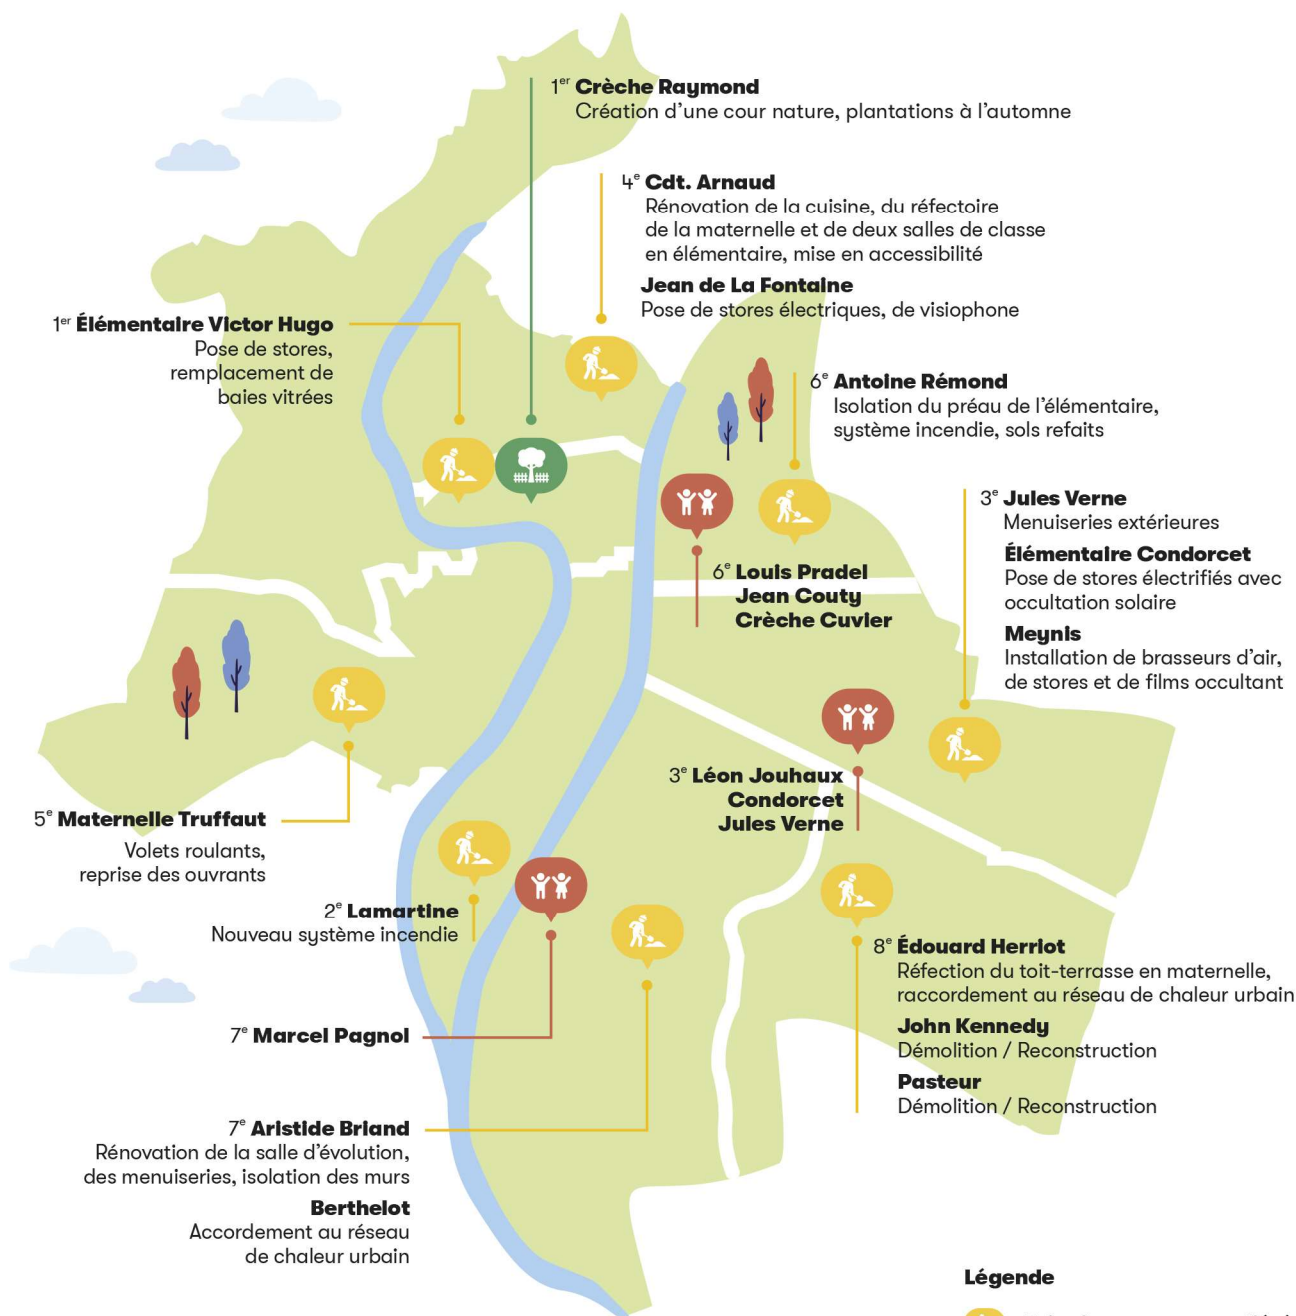 1er Crèche Raymond
Création d'une cour nature, plantations à l'automne
4e Cdt. Arnaud
Rénovation de la cuisine, du réfectoire
de la maternelle et de deux salles de classe
en élémentaire, mise en accessibilité
Jean de La Fontaine
Pose de stores électriques, de visiophone
1er Élémentaire Victor Hugo
Pose de stores,
remplacement de
baies vitrées
6e Antoine Rémond
Isolation du préau de l'élémentaire,
système incendie, sols refaits
3e Jules Verne
Menuiseries extérieures
Élémentaire Condorcet
Pose de stores électrifiés avec
occultation solaire
Meynis
Installation de brasseurs d'air,
de stores et de films occultant
6e Louis Pradel
Jean Couty
Crèche Cuvier
3e Léon Jouhaux
Condorcet
Jules Verne
5e Maternelle Truffaut
Volets roulants,
reprise des ouvrants
2e Lamartine
Nouveau système incendie
8e Édouard Herriot
Réfection du toit-terrasse en maternelle,
raccordement au réseau de chaleur urbain
John Kennedy
Démolition / Reconstruction
Pasteur
Démolition / Reconstruction
7e Marcel Pagnol
7e Aristide Briand
Rénovation de la salle d'évolution,
des menuiseries, isolation des murs
Berthelot
Accordement au réseau
de chaleur urbain
Légende